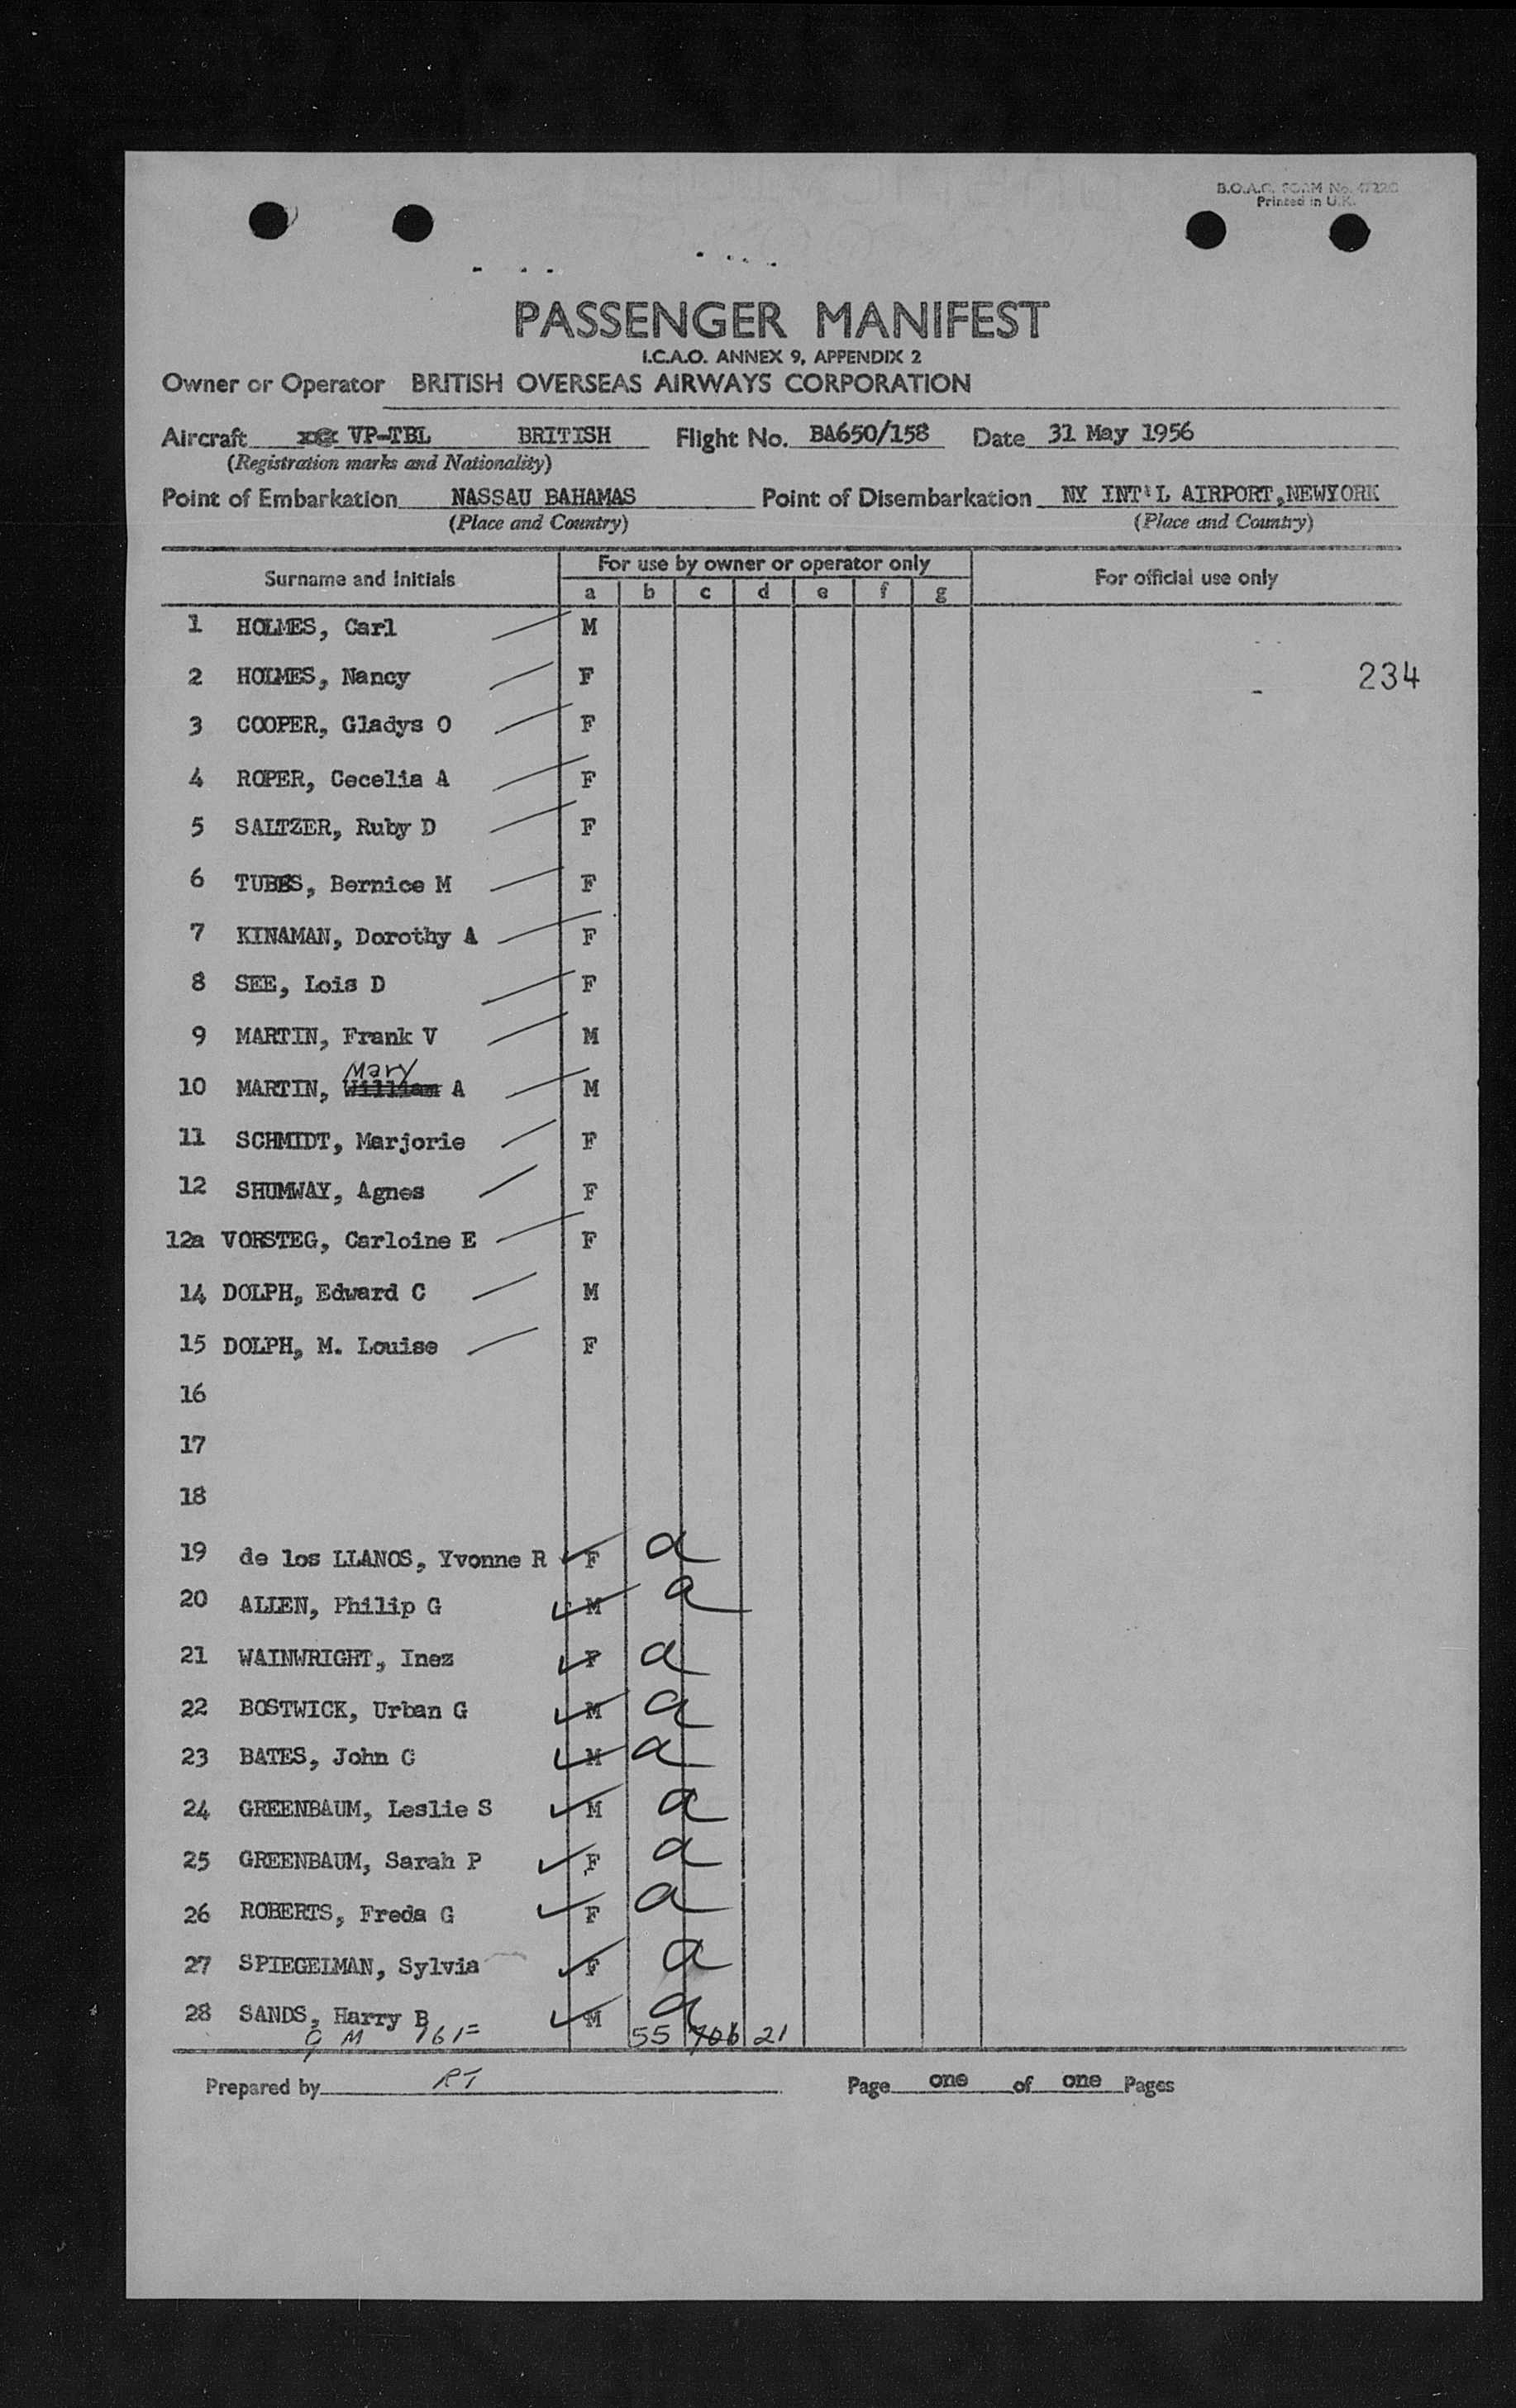 B.O.A.C. FORM No.
Printed in U.K.
PASSENGER MANIFEST
I.C.A.O. ANNEX 9, APPENDIX 2
Owner or Operator BRITISH OVERSEAS AIRWAYS CORPORATION
Aircraft VP-TBL BRITISH Flight No. BA650/158 Date 31 May 1956
(Registration marks and Nationality)
Point of Embarkation NASSAU BAHAMAS Point of Disembarkation NY INT'L AIRPORT,NEWYORK
(Place and Country) (Place and Country)
Surname and Initials For use by owner or operator only For official use only
a b c d e f g
1 HOLMES, Carl M
2 HOLMES, Nancy F 234
3 COOPER, Gladys O F
4 ROPER, Cecelia A F
5 SALTZER, Ruby D F
6 TUBBS, Bernice M F
7 KINAMAN, Dorothy A F
8 SEE, Lois D F
9 MARTIN, Frank V M
Mary
10 MARTIN, William A M
11 SCHMIDT, Marjorie F
12 SHUMWAY, Agnes F
12a VORSTEG, Carloine E F
14 DOLPH, Edward C M
15 DOLPH, M. Louise F
16
17
18
19 de los LLANOS, Yvonne R F a
20 ALLEN, Philip G M a
21 WAINWRIGHT, Inez F a
22 BOSTWICK, Urban G M a
23 BATES, John C M a
24 GREENBAUM, Leslie S M a
25 GREENBAUM, Sarah P F a
26 ROBERTS, Freda G F a
27 SPIEGELMAN, Sylvia F a
28 SANDS, Harry B M a
9 M 161= 55 706 21
Prepared by RT Page one of one Pages